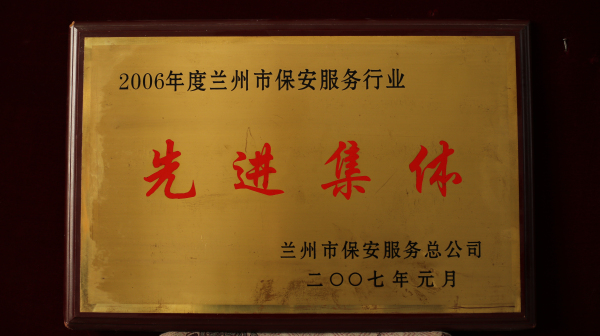 2006年度兰州市保安服务行业
先进集体
兰州市保安服务总公司
二〇〇七年元月